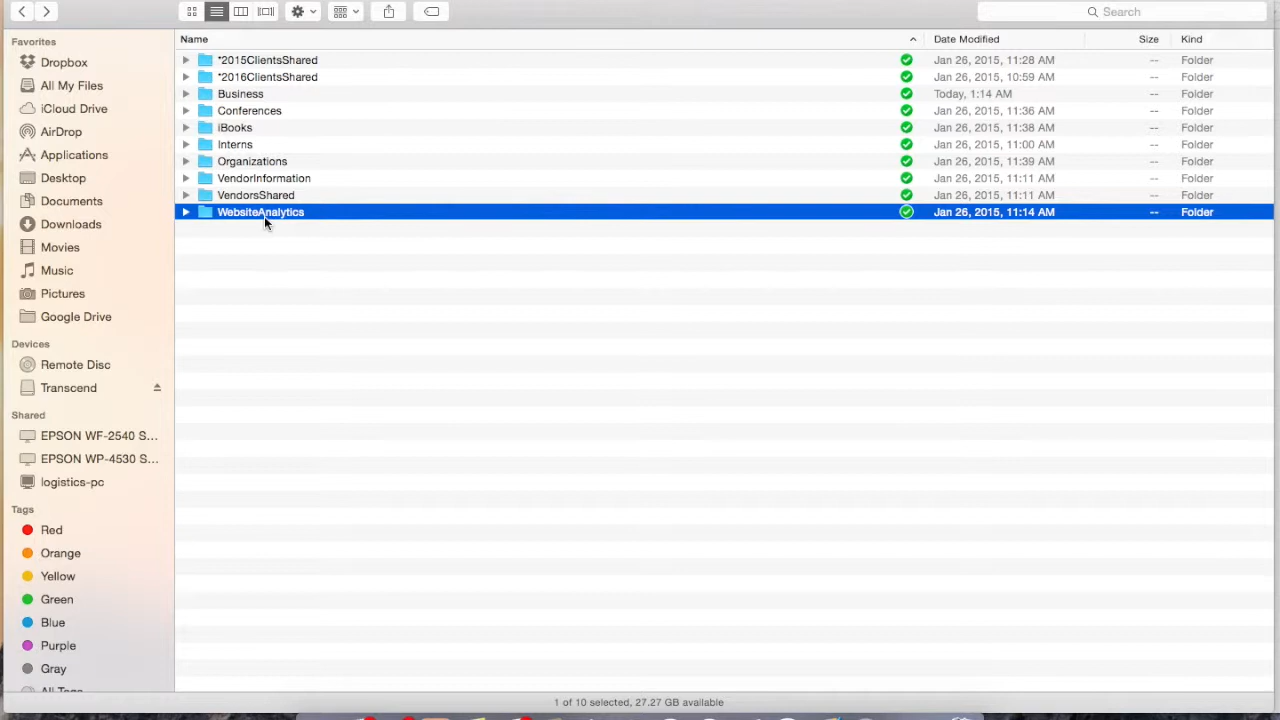 Search
Favorites
Dropbox
All My Files
iCloud Drive
AirDrop
Applications
Desktop
Documents
Downloads
Movies
Music
Pictures
Google Drive
Devices
Remote Disc
Transcend
Shared
EPSON WF-2540 S...
EPSON WP-4530 S...
logistics-pc
Tags
Red
Orange
Yellow
Green
Blue
Purple
Gray
All Tags
Name Date Modified Size Kind
*2015ClientsShared Jan 26, 2015, 11:28 AM -- Folder
*2016ClientsShared Jan 26, 2015, 10:59 AM -- Folder
Business Today, 1:14 AM -- Folder
Conferences Jan 26, 2015, 11:36 AM -- Folder
iBooks Jan 26, 2015, 11:38 AM -- Folder
Interns Jan 26, 2015, 11:00 AM -- Folder
Organizations Jan 26, 2015, 11:39 AM -- Folder
VendorInformation Jan 26, 2015, 11:11 AM -- Folder
VendorsShared Jan 26, 2015, 11:11 AM -- Folder
WebsiteAnalytics Jan 26, 2015, 11:14 AM -- Folder
1 of 10 selected, 27.27 GB available